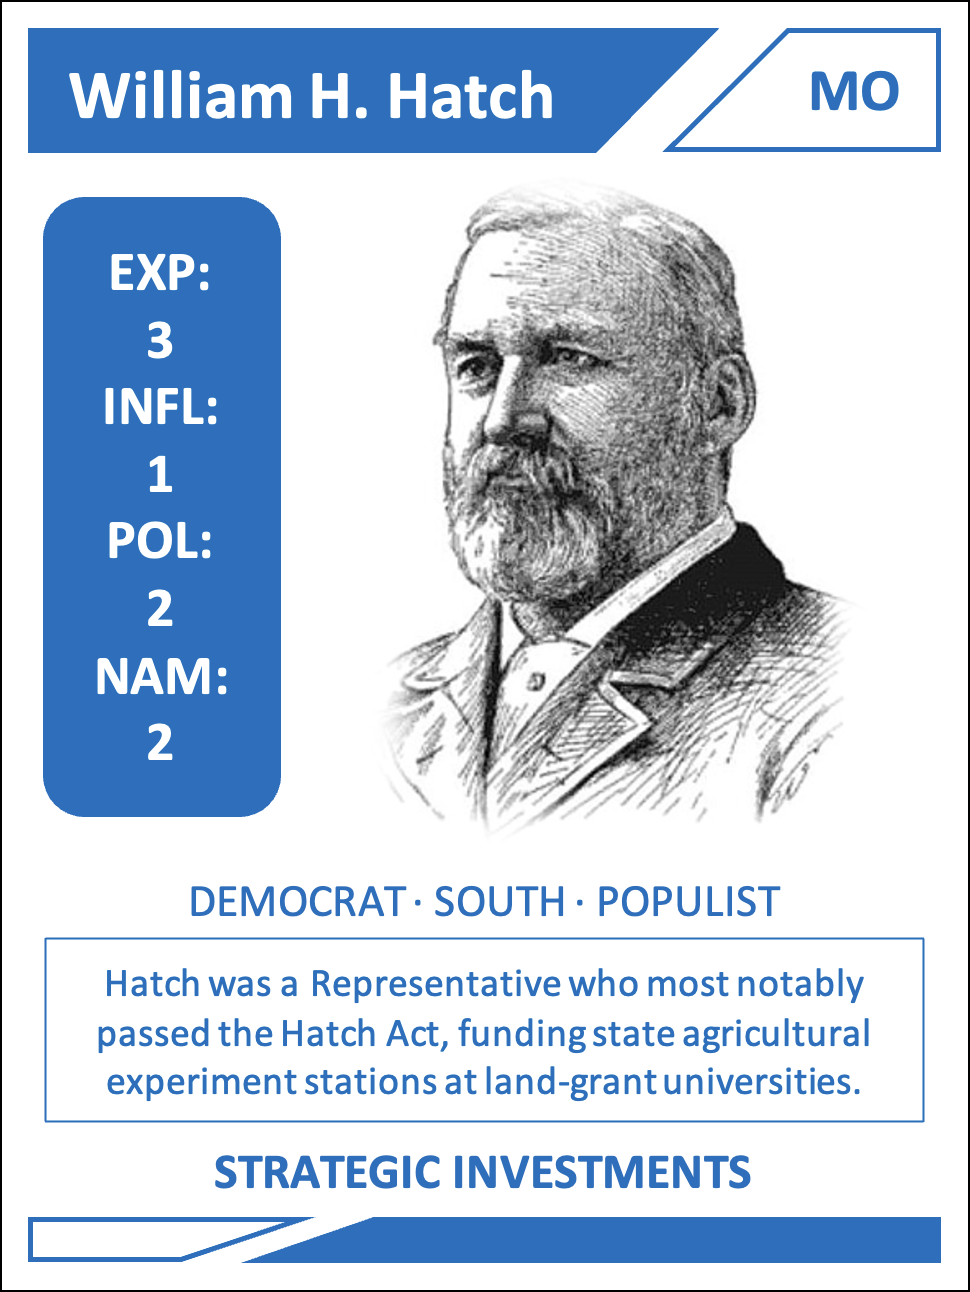 William H. Hatch
MO
EXP:
3
INFL:
1
POL:
2
NAM:
2
DEMOCRAT · SOUTH · POPULIST
Hatch was a Representative who most notably
passed the Hatch Act, funding state agricultural
experiment stations at land-grant universities.
STRATEGIC INVESTMENTS